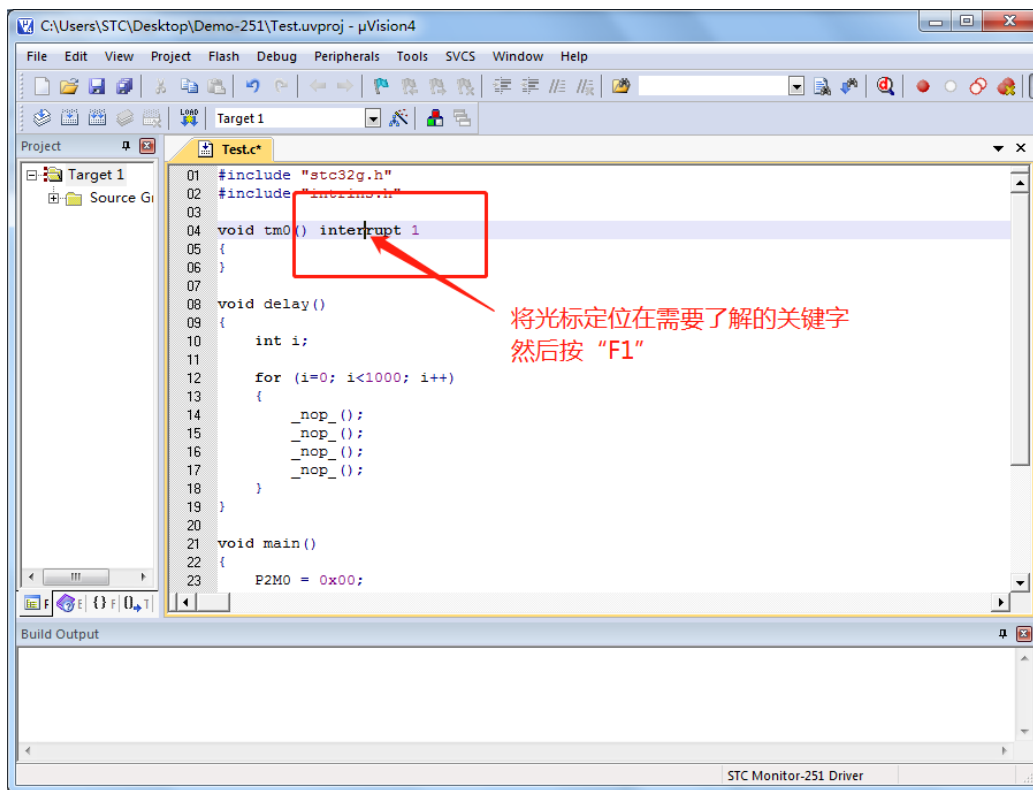 C:\Users\STC\Desktop\Demo-251\Test.uvproj - µVision4
File Edit View Project Flash Debug Peripherals Tools SVCS Window Help
LOAD Target 1
Project
Test.c*
Target 1
Source Gr
01 #include "stc32g.h"
02 #include "intrins.h"
03
04 void tm0() interrupt 1
05 {
06 }
07
08 void delay()
09 {
10 int i;
11
12 for (i=0; i<1000; i++)
13 {
14 _nop_();
15 _nop_();
16 _nop_();
17 _nop_();
18 }
19 }
20
21 void main()
22 {
23 P2M0 = 0x00;
将光标定位在需要了解的关键字
然后按“F1”
Build Output
STC Monitor-251 Driver